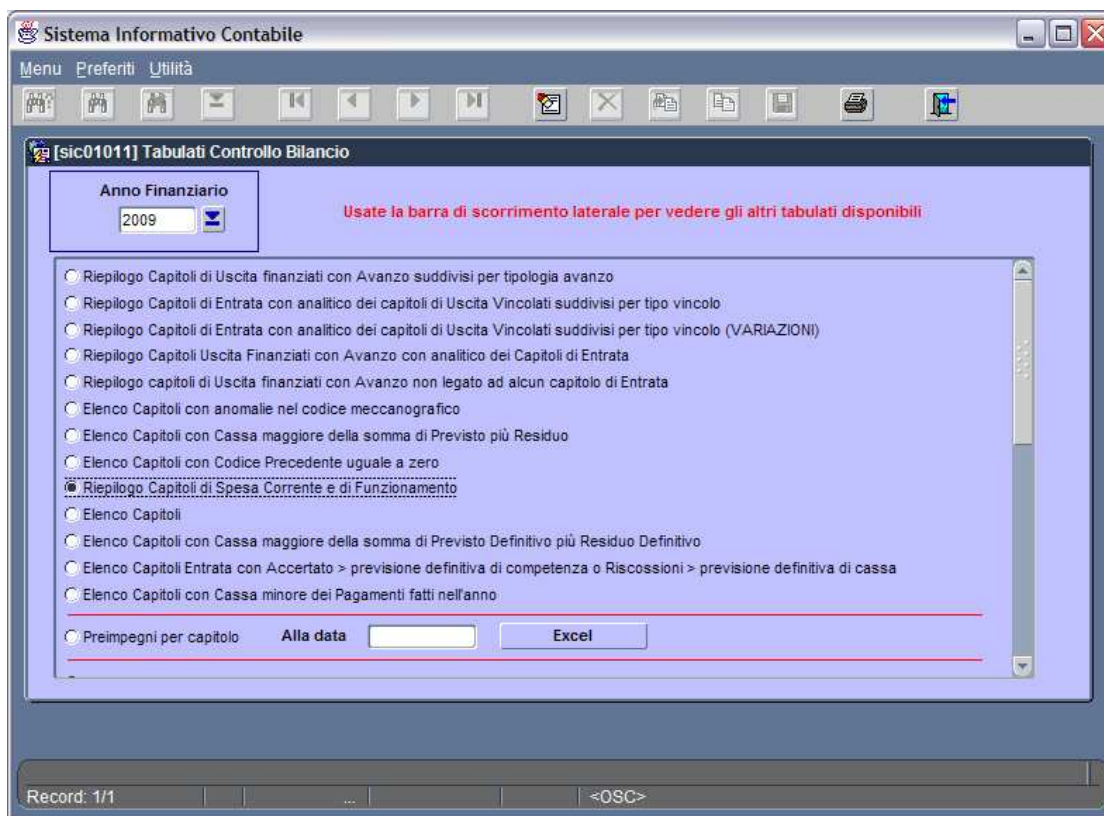 Sistema Informativo Contabile
Menu Preferiti Utilità
[sic01011] Tabulati Controllo Bilancio
Anno Finanziario
2009
Usate la barra di scorrimento laterale per vedere gli altri tabulati disponibili
Riepilogo Capitoli di Uscita finanziati con Avanzo suddivisi per tipologia avanzo
Riepilogo Capitoli di Entrata con analitico dei capitoli di Uscita Vincolati suddivisi per tipo vincolo
Riepilogo Capitoli di Entrata con analitico dei capitoli di Uscita Vincolati suddivisi per tipo vincolo (VARIAZIONI)
Riepilogo Capitoli Uscita Finanziati con Avanzo con analitico dei Capitoli di Entrata
Riepilogo capitoli di Uscita finanziati con Avanzo non legato ad alcun capitolo di Entrata
Elenco Capitoli con anomalie nel codice meccanografico
Elenco Capitoli con Cassa maggiore della somma di Previsto più Residuo
Elenco Capitoli con Codice Precedente uguale a zero
Riepilogo Capitoli di Spesa Corrente e di Funzionamento
Elenco Capitoli
Elenco Capitoli con Cassa maggiore della somma di Previsto Definitivo più Residuo Definitivo
Elenco Capitoli Entrata con Accertato > previsione definitiva di competenza o Riscossioni > previsione definitiva di cassa
Elenco Capitoli con Cassa minore dei Pagamenti fatti nell'anno
Preimpegni per capitolo Alla data Excel
Record: 1/1 ... <OSC>